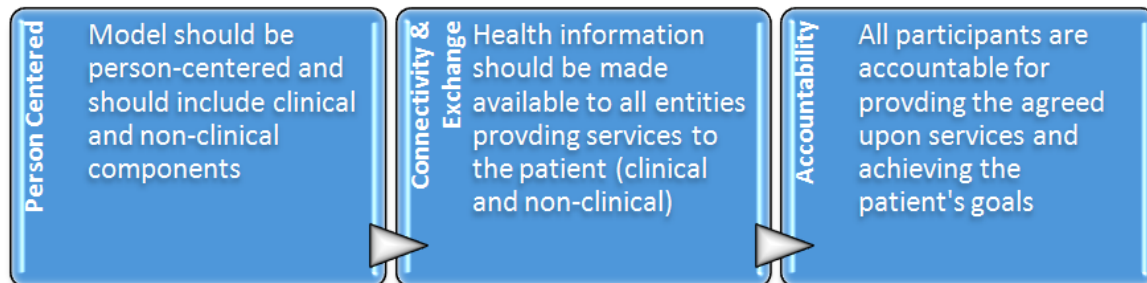 Person Centered
Model should be
person-centered and
should include clinical
and non-clinical
components
Connectivity &
Exchange
Health information
should be made
available to all entities
provding services to
the patient (clinical
and non-clinical)
Accountability
All participants are
accountable for
provding the agreed
upon services and
achieving the
patient's goals